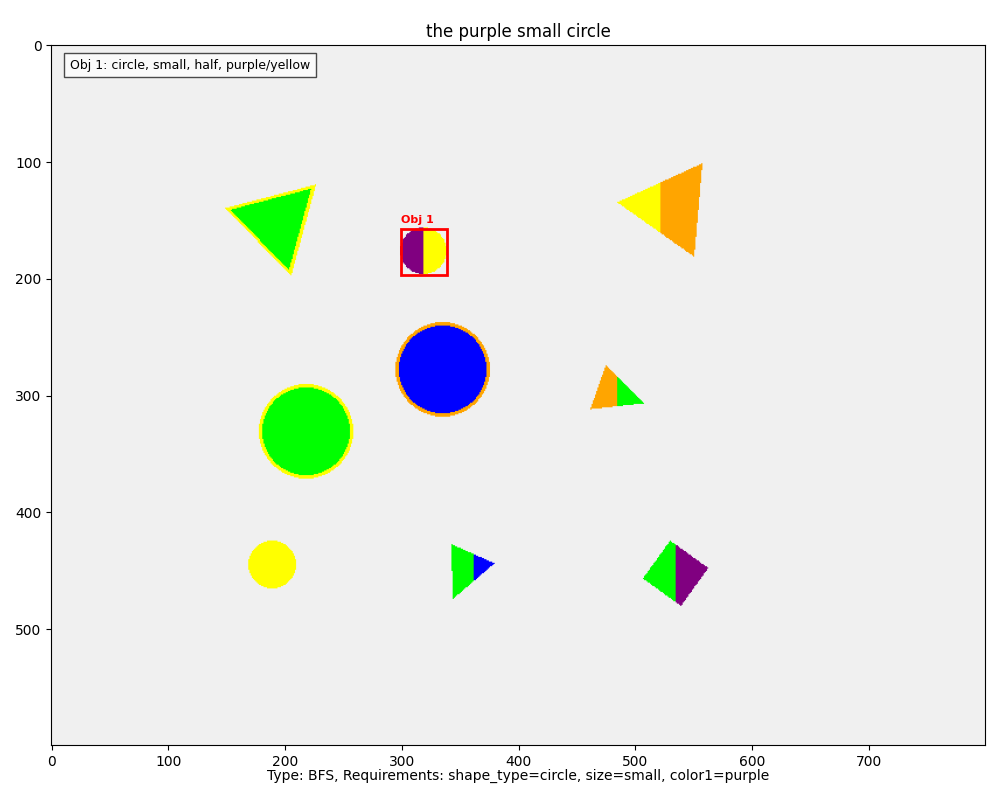 the purple small circle
0
Obj 1: circle, small, half, purple/yellow
100
Obj 1
200
300
400
500
0 100 200 300 400 500 600 700
Type: BFS, Requirements: shape_type=circle, size=small, color1=purple